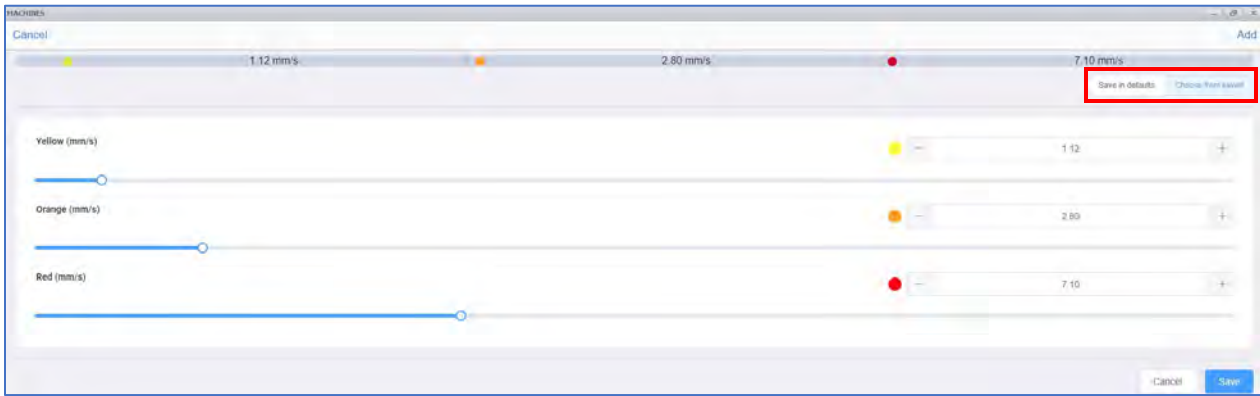 MACHINES
Cancel Add
1.12 mm/s 2.80 mm/s 7.10 mm/s
Save in defaults Choose from saved
Yellow (mm/s) 1.12
Orange (mm/s) 2.80
Red (mm/s) 7.10
Cancel Save